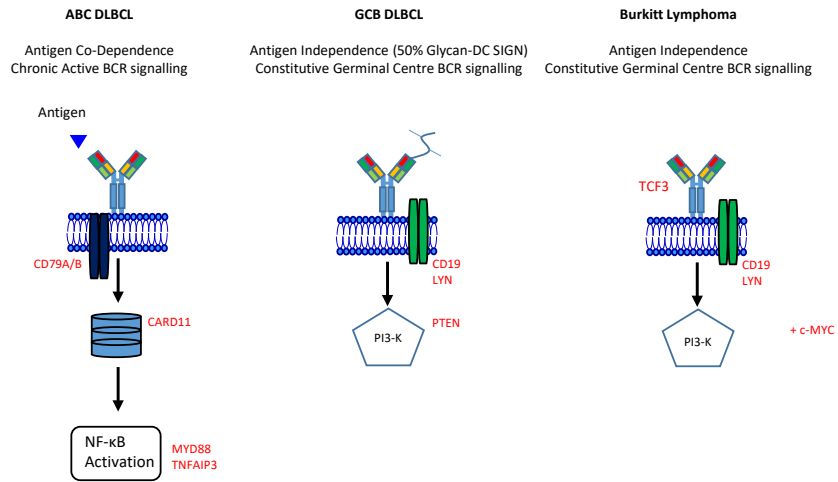 ABC DLBCL
Antigen Co-Dependence
Chronic Active BCR signalling
Antigen
CD79A/B
CARD11
NF-κB
Activation
MYD88
TNFAIP3
GCB DLBCL
Antigen Independence (50% Glycan-DC SIGN)
Constitutive Germinal Centre BCR signalling
CD19
LYN
PI3-K
PTEN
Burkitt Lymphoma
Antigen Independence
Constitutive Germinal Centre BCR signalling
TCF3
CD19
LYN
PI3-K
+ c-MYC